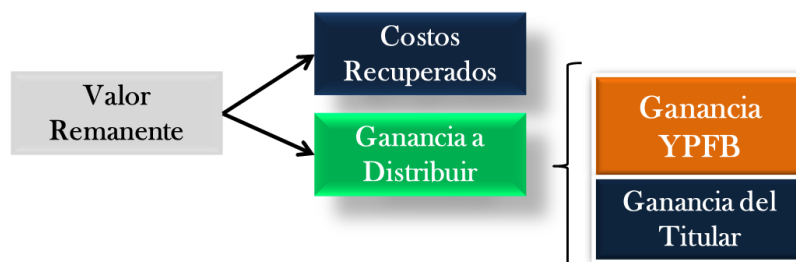 Valor
Remanente
Costos
Recuperados
Ganancia a
Distribuir
Ganancia
YPFB
Ganancia del
Titular